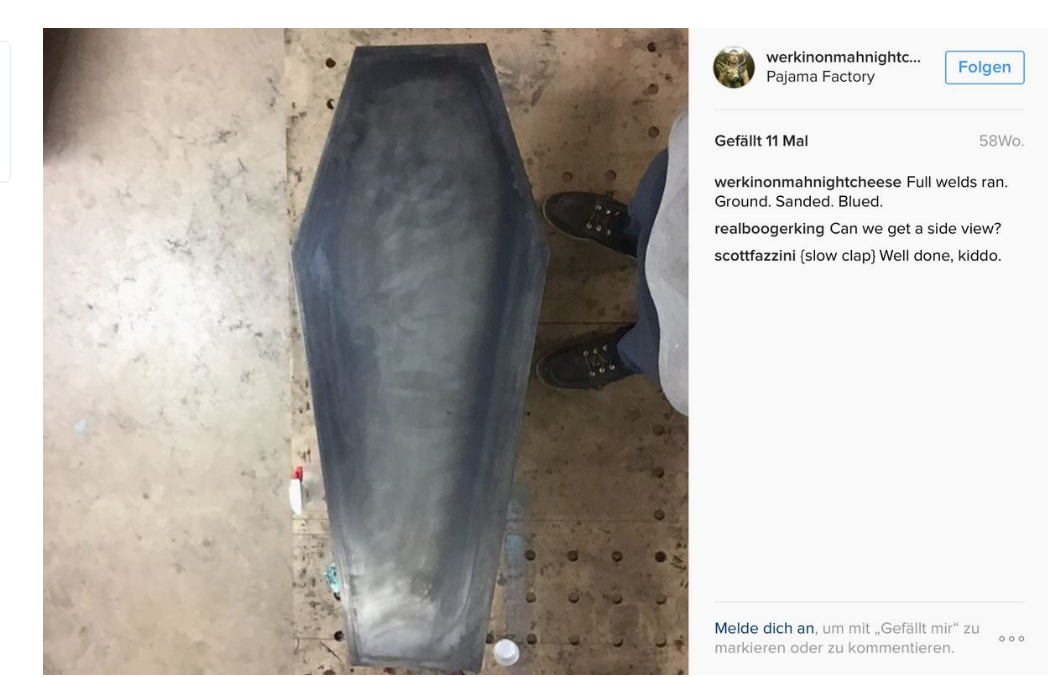 werkinonmahnightc...
Pajama Factory
Folgen
Gefällt 11 Mal
58Wo.
werkinonmahnightcheese Full welds ran.
Ground. Sanded. Blued.
realboogerking Can we get a side view?
scottfazzini {slow clap} Well done, kiddo.
Melde dich an, um mit „Gefällt mir“ zu
markieren oder zu kommentieren.